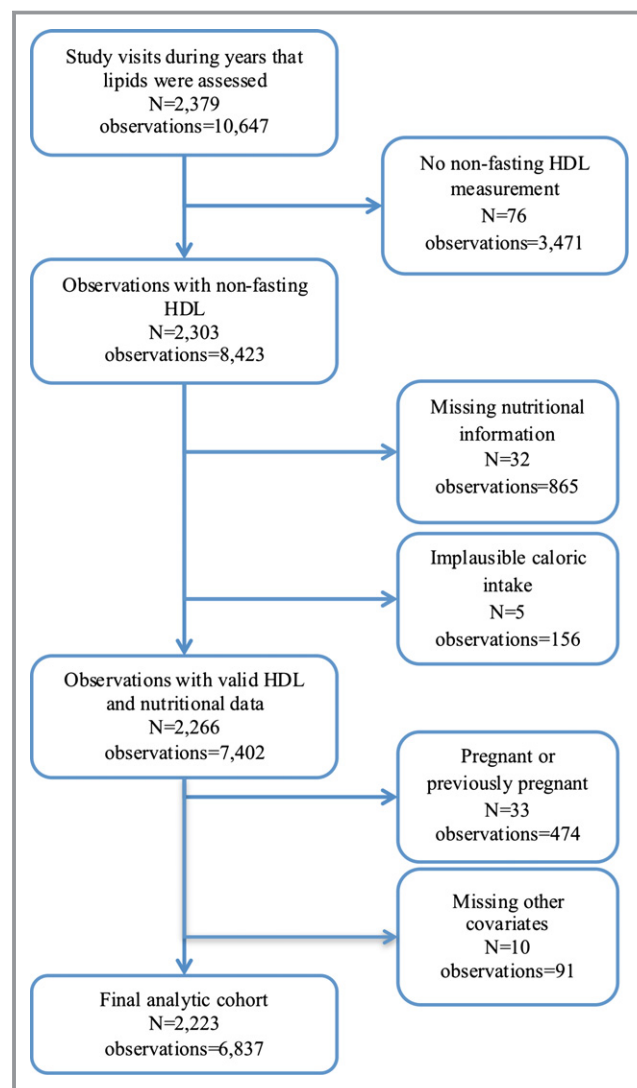 Study visits during years that
lipids were assessed
N=2,379
observations=10,647
No non-fasting HDL
measurement
N=76
observations=3,471
Observations with non-fasting
HDL
N=2,303
observations=8,423
Missing nutritional
information
N=32
observations=865
Implausible caloric
intake
N=5
observations=156
Observations with valid HDL
and nutritional data
N=2,266
observations=7,402
Pregnant or
previously pregnant
N=33
observations=474
Missing other
covariates
N=10
observations=91
Final analytic cohort
N=2,223
observations=6,837